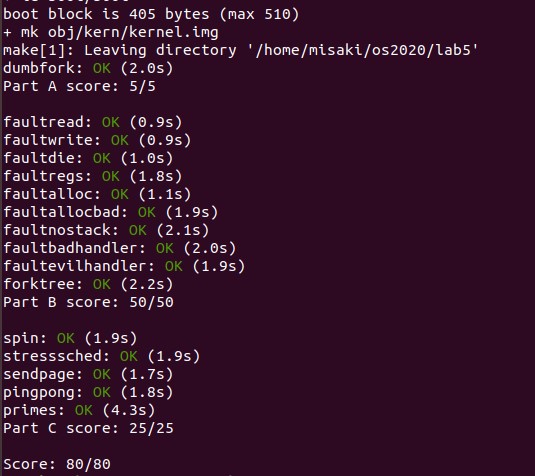 boot block is 405 bytes (max 510)
+ mk obj/kern/kernel.img
make[1]: Leaving directory '/home/misaki/os2020/lab5'
dumbfork: OK (2.0s)
Part A score: 5/5
faultread: OK (0.9s)
faultwrite: OK (0.9s)
faultdie: OK (1.0s)
faultregs: OK (1.8s)
faultalloc: OK (1.1s)
faultallocbad: OK (1.9s)
faultnostack: OK (2.1s)
faultbadhandler: OK (2.0s)
faultevilhandler: OK (1.9s)
forktree: OK (2.2s)
Part B score: 50/50
spin: OK (1.9s)
stresssched: OK (1.9s)
sendpage: OK (1.7s)
pingpong: OK (1.8s)
primes: OK (4.3s)
Part C score: 25/25
Score: 80/80